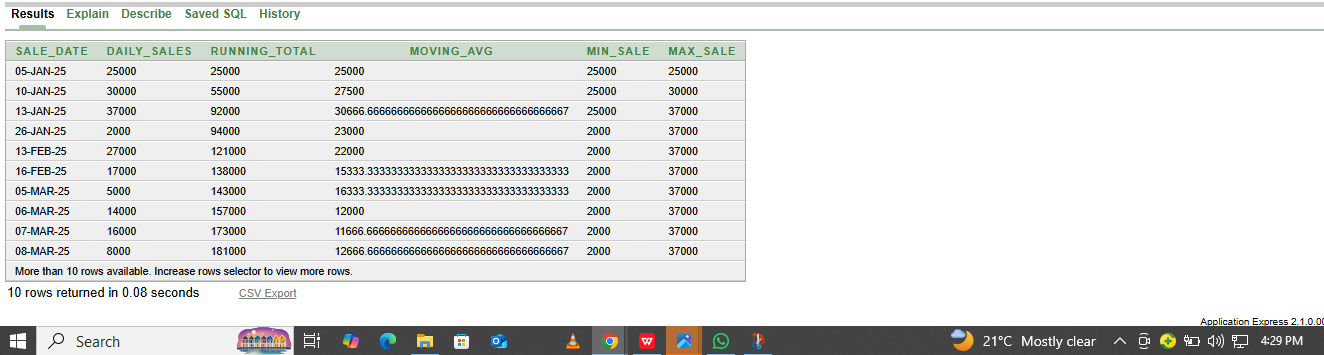 Results Explain Describe Saved SQL History
SALE_DATE DAILY_SALES RUNNING_TOTAL MOVING_AVG MIN_SALE MAX_SALE
05-JAN-25 25000 25000 25000 25000 25000
10-JAN-25 30000 55000 27500 25000 30000
13-JAN-25 37000 92000 30666.6666666666666666666666666666666667 25000 37000
26-JAN-25 2000 94000 23000 2000 37000
13-FEB-25 27000 121000 22000 2000 37000
16-FEB-25 17000 138000 15333.3333333333333333333333333333333333 2000 37000
05-MAR-25 5000 143000 16333.3333333333333333333333333333333333 2000 37000
06-MAR-25 14000 157000 12000 2000 37000
07-MAR-25 16000 173000 11666.6666666666666666666666666666666667 2000 37000
08-MAR-25 8000 181000 12666.6666666666666666666666666666666667 2000 37000
More than 10 rows available. Increase rows selector to view more rows.
10 rows returned in 0.08 seconds CSV Export
Application Express 2.1.0.00
Search 21°C Mostly clear 4:29 PM